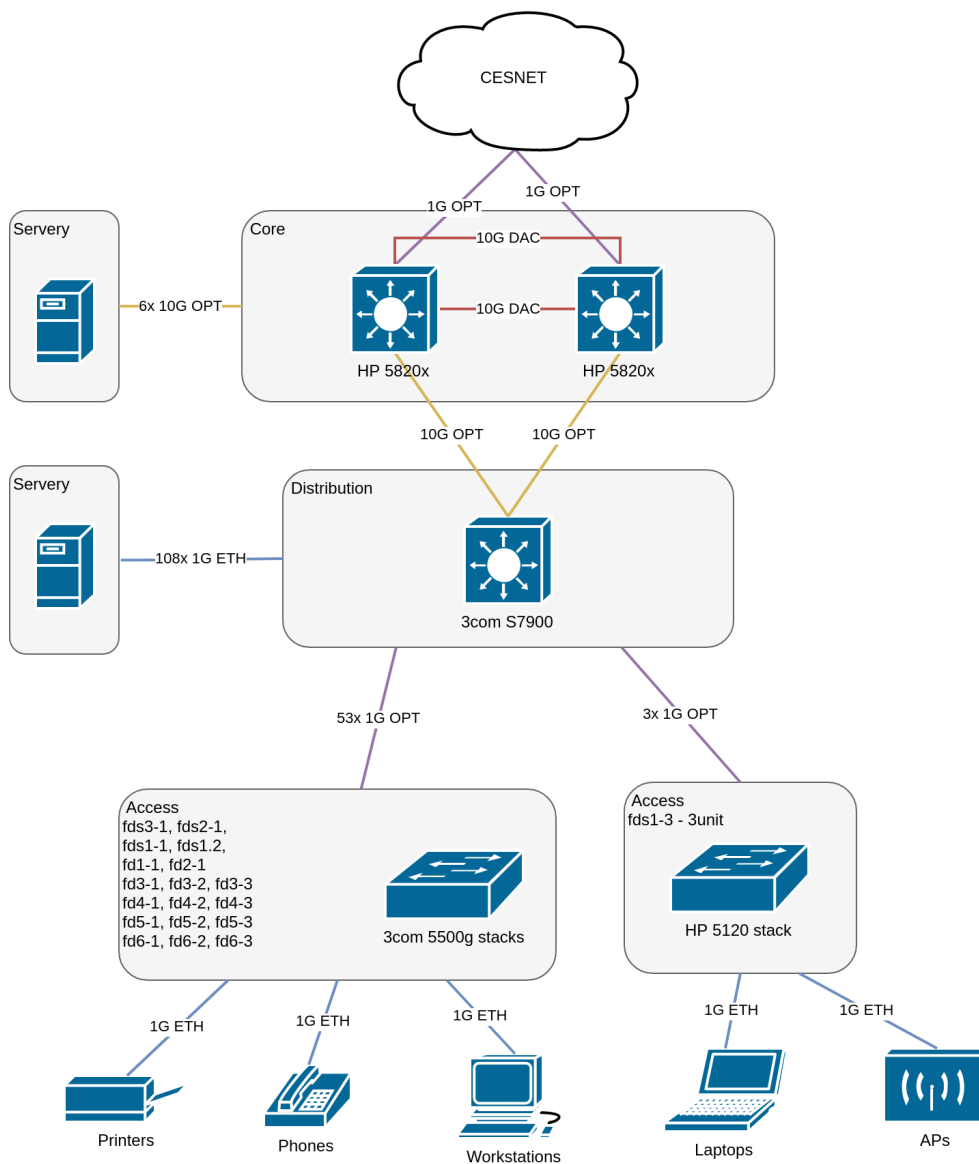 CESNET
1G OPT
1G OPT
Servery
Core
10G DAC
6x 10G OPT
10G DAC
HP 5820x
HP 5820x
10G OPT
10G OPT
Servery
Distribution
108x 1G ETH
3com S7900
53x 1G OPT
3x 1G OPT
Access
fds3-1, fds2-1,
fds1-1, fds1.2,
fd1-1, fd2-1
fd3-1, fd3-2, fd3-3
fd4-1, fd4-2, fd4-3
fd5-1, fd5-2, fd5-3
fd6-1, fd6-2, fd6-3
3com 5500g stacks
Access
fds1-3 - 3unit
HP 5120 stack
1G ETH
1G ETH
1G ETH
1G ETH
1G ETH
Printers
Phones
Workstations
Laptops
APs